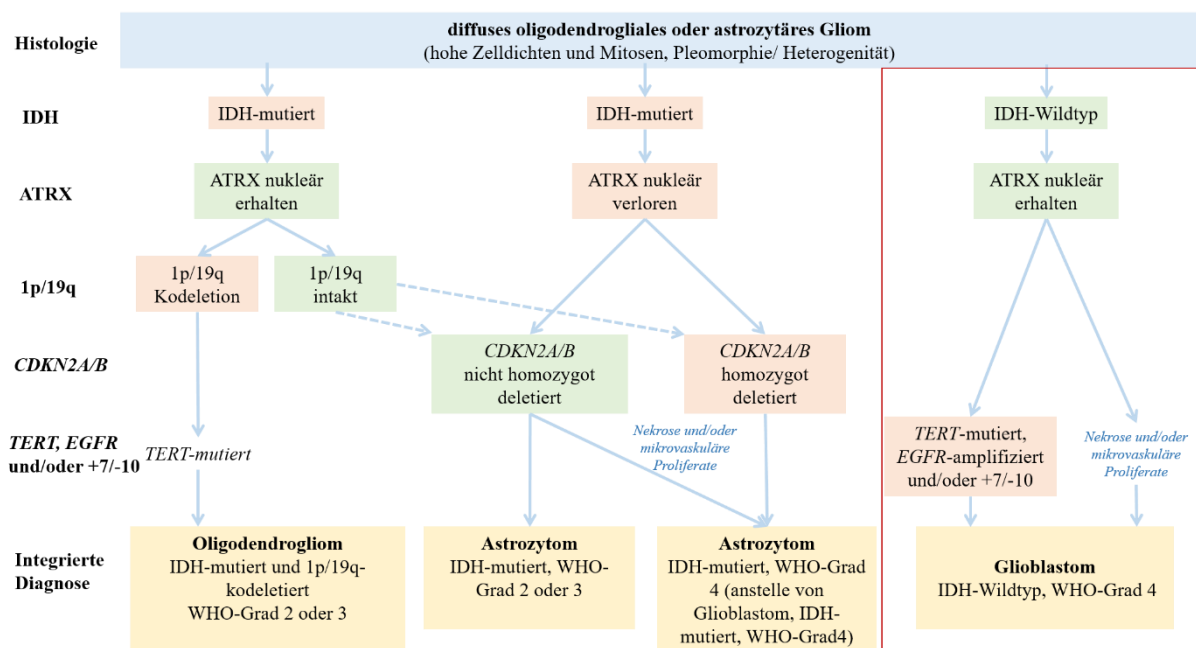 Histologie
diffuses oligodendrogliales oder astrozytäres Gliom
(hohe Zelldichten und Mitosen, Pleomorphie/ Heterogenität)
IDH
IDH-mutiert
IDH-mutiert
IDH-Wildtyp
ATRX
ATRX nukleär
erhalten
ATRX nukleär
verloren
ATRX nukleär
erhalten
1p/19q
1p/19q
Kodeletion
1p/19q
intakt
CDKN2A/B
CDKN2A/B
nicht homozygot
deletiert
CDKN2A/B
homozygot
deletiert
TERT, EGFR
und/oder +7/-10
TERT-mutiert
Nekrose und/oder
mikrovaskuläre
Proliferate
TERT-mutiert,
EGFR-amplifiziert
und/oder +7/-10
Nekrose und/oder
mikrovaskuläre
Proliferate
Integrierte
Diagnose
Oligodendrogliom
IDH-mutiert und 1p/19q-
kodeletiert
WHO-Grad 2 oder 3
Astrozytom
IDH-mutiert, WHO-
Grad 2 oder 3
Astrozytom
IDH-mutiert, WHO-Grad
4 (anstelle von
Glioblastom, IDH-
mutiert, WHO-Grad4)
Glioblastom
IDH-Wildtyp, WHO-Grad 4